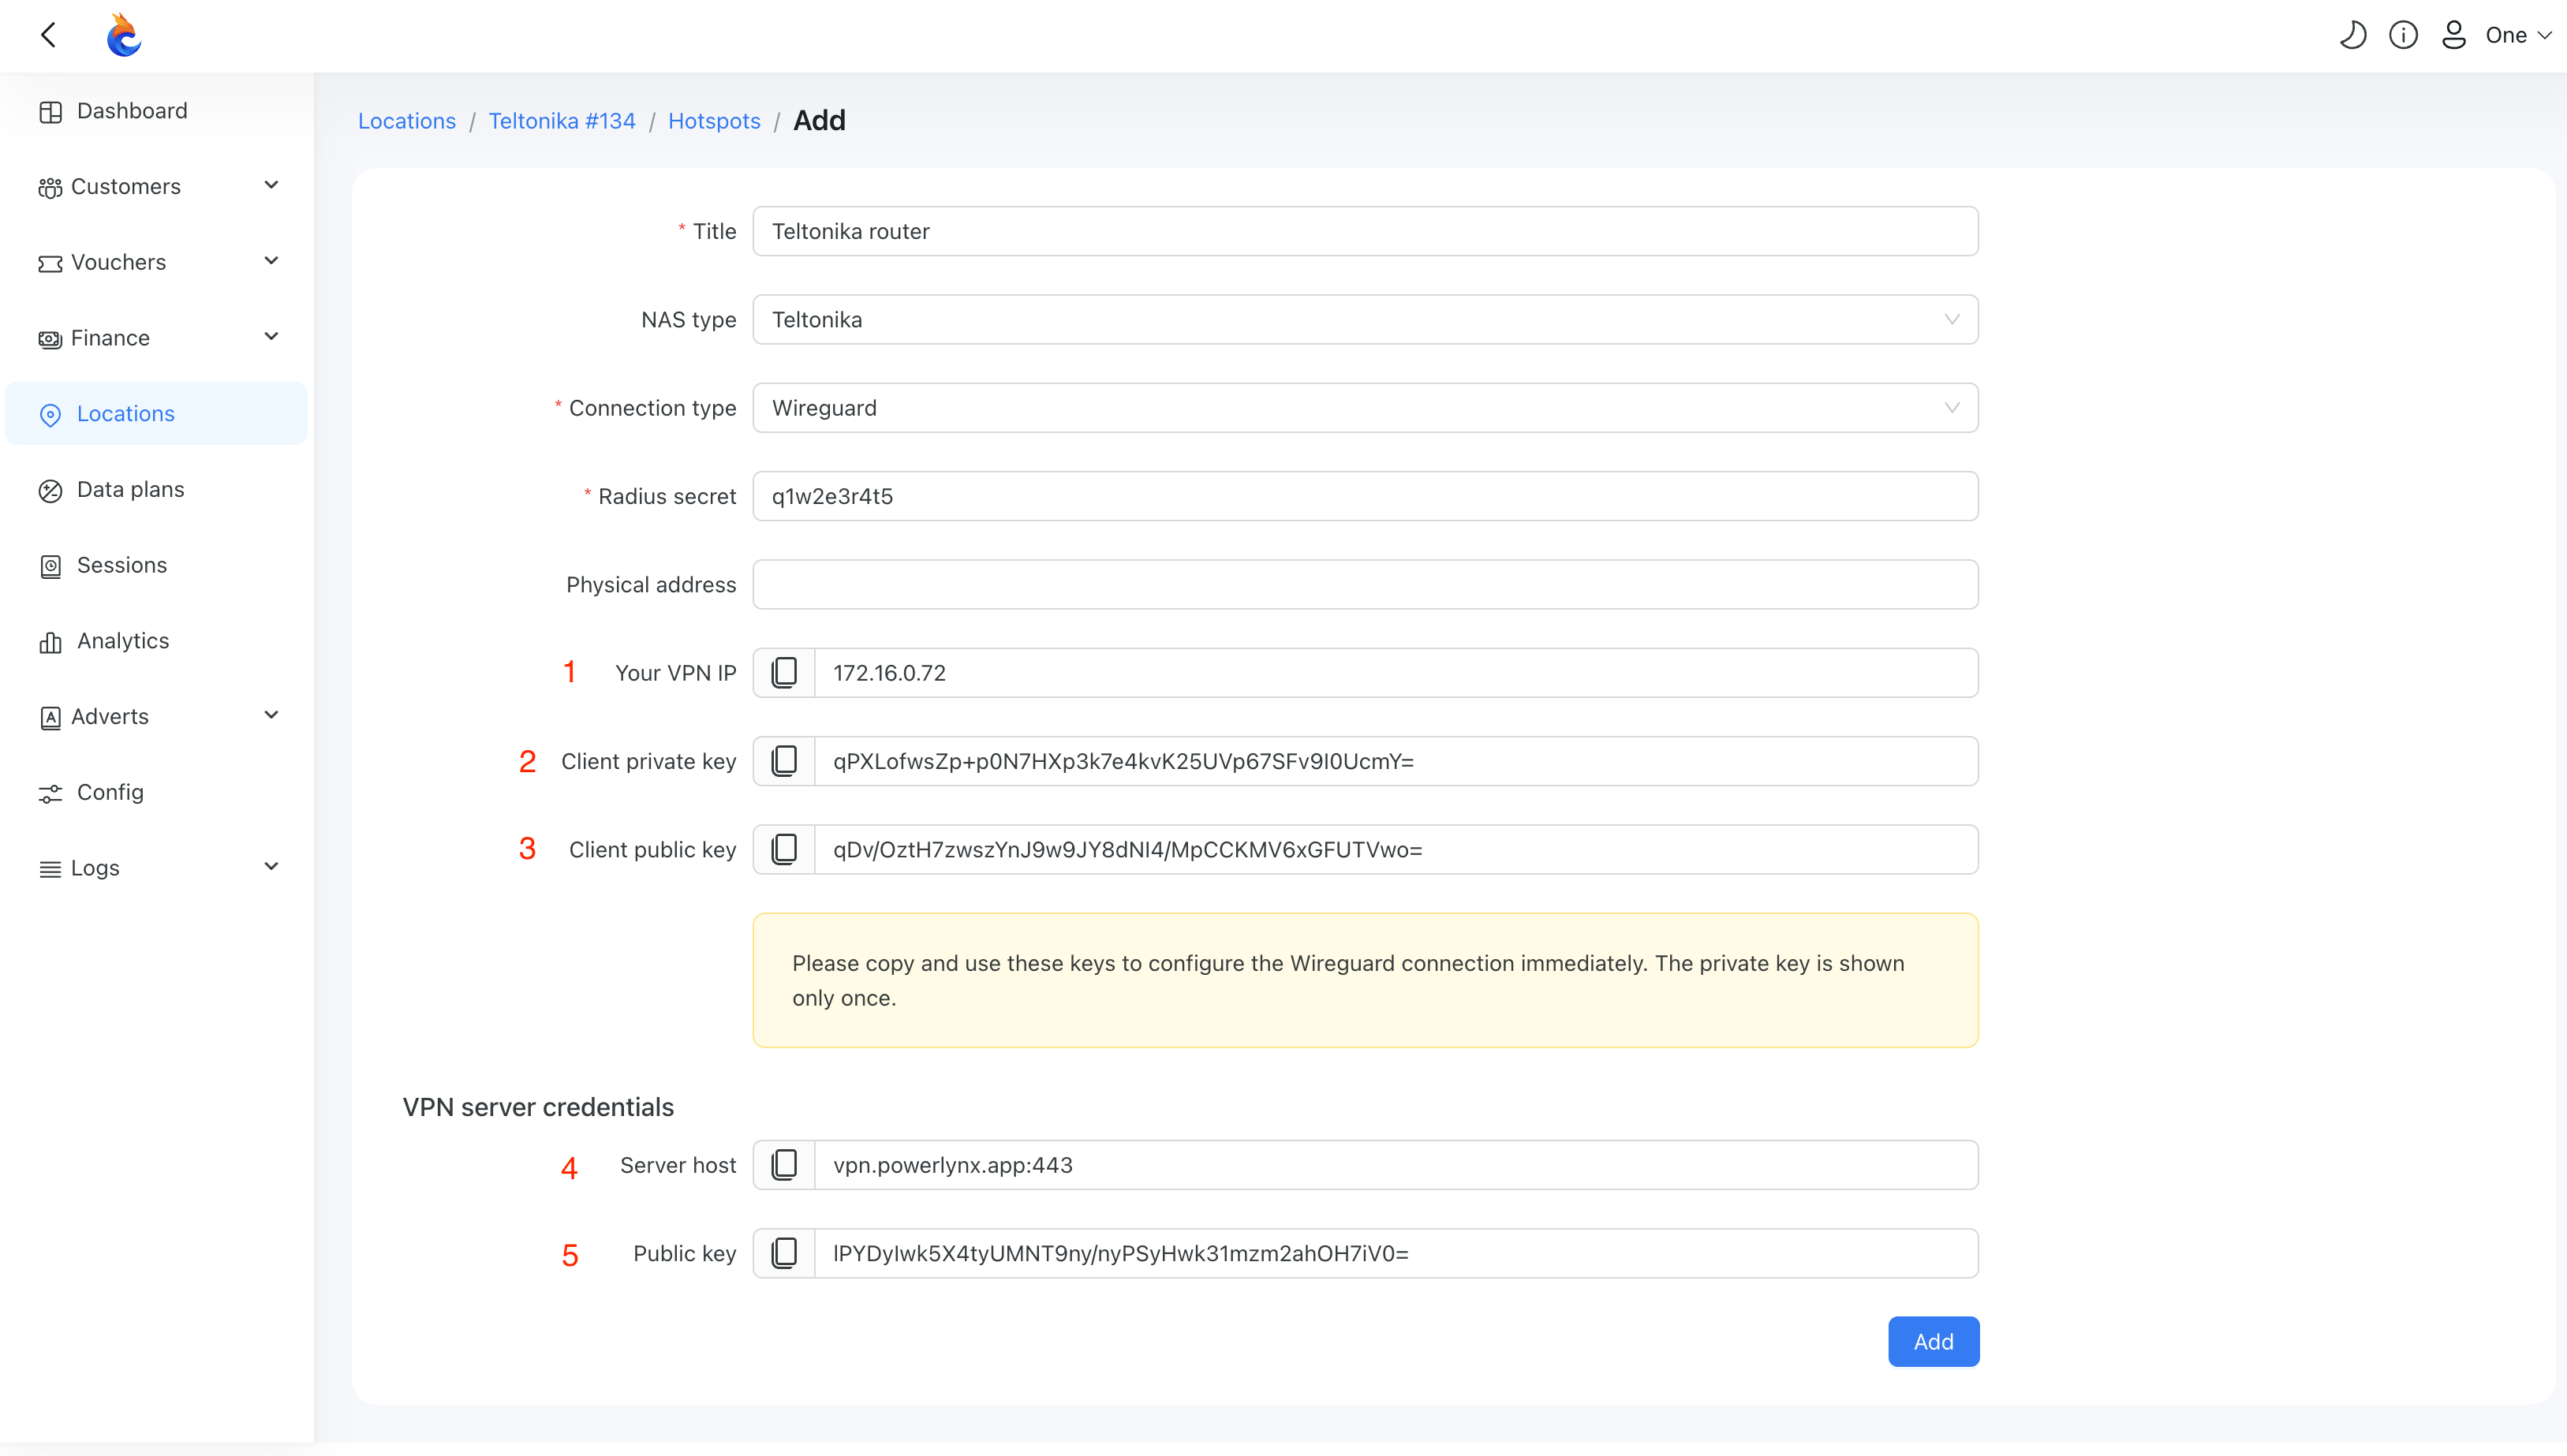 One
Dashboard
Customers
Vouchers
Finance
Locations
Data plans
Sessions
Analytics
Adverts
Config
Logs
Locations / Teltonika #134 / Hotspots / Add
* Title Teltonika router
NAS type Teltonika
* Connection type Wireguard
* Radius secret q1w2e3r4t5
Physical address
1 Your VPN IP 172.16.0.72
2 Client private key qPXLofwsZp+p0N7HXp3k7e4kvK25UVp67SFv9I0UcmY=
3 Client public key qDv/OztH7zwszYnJ9w9JY8dNI4/MpCCKMV6xGFUTVwo=
Please copy and use these keys to configure the Wireguard connection immediately. The private key is shown
only once.
VPN server credentials
4 Server host vpn.powerlynx.app:443
5 Public key lPYDyIwk5X4tyUMNT9ny/nyPSyHwk31mzm2ahOH7iV0=
Add